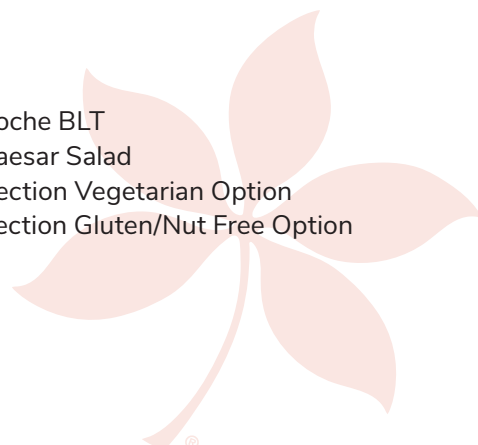 oche BLT
aesar Salad
ection Vegetarian Option
ection Gluten/Nut Free Option
®